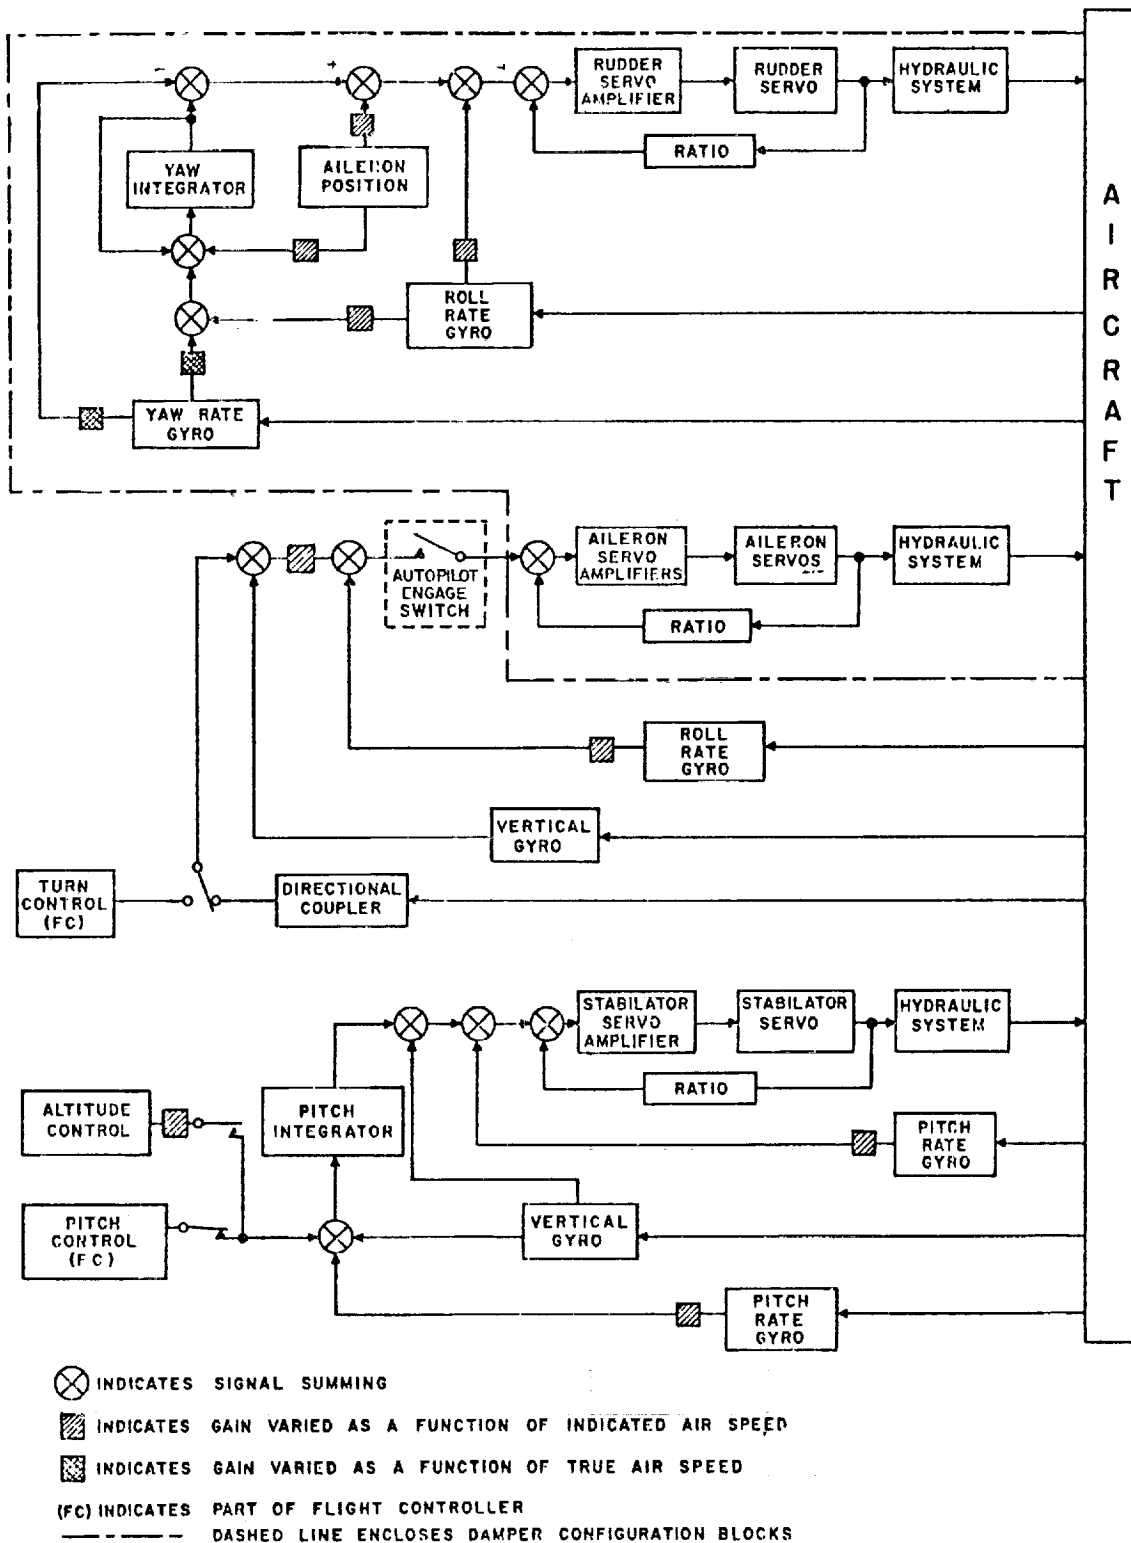 RUDDER
SERVO
AMPLIFIER
RUDDER
SERVO
HYDRAULIC
SYSTEM
RATIO
YAW
INTEGRATOR
AILERON
POSITION
ROLL
RATE
GYRO
YAW RATE
GYRO
AIRCRAFT
AUTOPILOT
ENGAGE
SWITCH
AILERON
SERVO
AMPLIFIERS
AILERON
SERVOS
HYDRAULIC
SYSTEM
RATIO
ROLL
RATE
GYRO
VERTICAL
GYRO
TURN
CONTROL
(FC)
DIRECTIONAL
COUPLER
STABILATOR
SERVO
AMPLIFIER
STABILATOR
SERVO
HYDRAULIC
SYSTEM
RATIO
ALTITUDE
CONTROL
PITCH
INTEGRATOR
PITCH
RATE
GYRO
PITCH
CONTROL
(FC)
VERTICAL
GYRO
PITCH
RATE
GYRO
INDICATES SIGNAL SUMMING
INDICATES GAIN VARIED AS A FUNCTION OF INDICATED AIR SPEED
INDICATES GAIN VARIED AS A FUNCTION OF TRUE AIR SPEED
(FC) INDICATES PART OF FLIGHT CONTROLLER
DASHED LINE ENCLOSES DAMPER CONFIGURATION BLOCKS